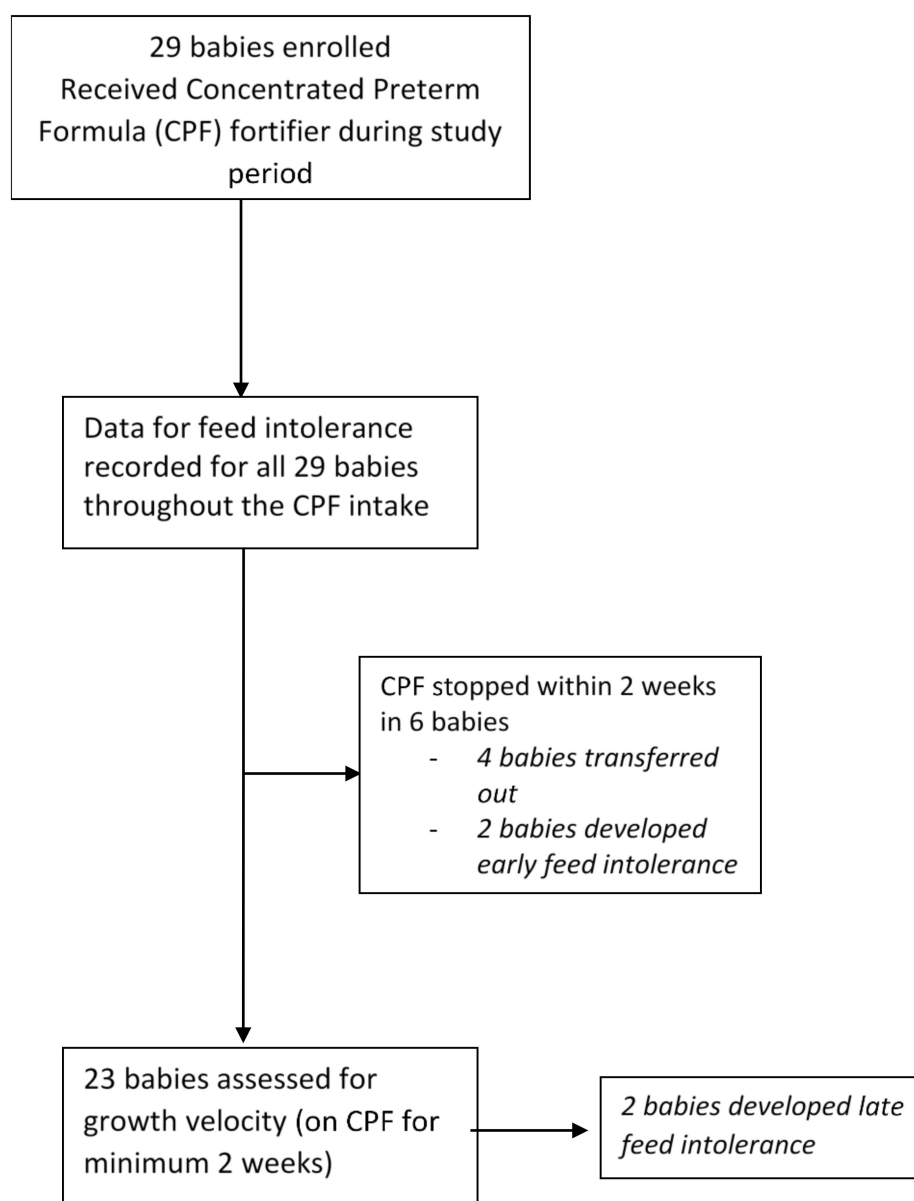 29 babies enrolled
Received Concentrated Preterm
Formula (CPF) fortifier during study
period
Data for feed intolerance
recorded for all 29 babies
throughout the CPF intake
CPF stopped within 2 weeks
in 6 babies
- 4 babies transferred
out
- 2 babies developed
early feed intolerance
23 babies assessed for
growth velocity (on CPF for
minimum 2 weeks)
2 babies developed late
feed intolerance